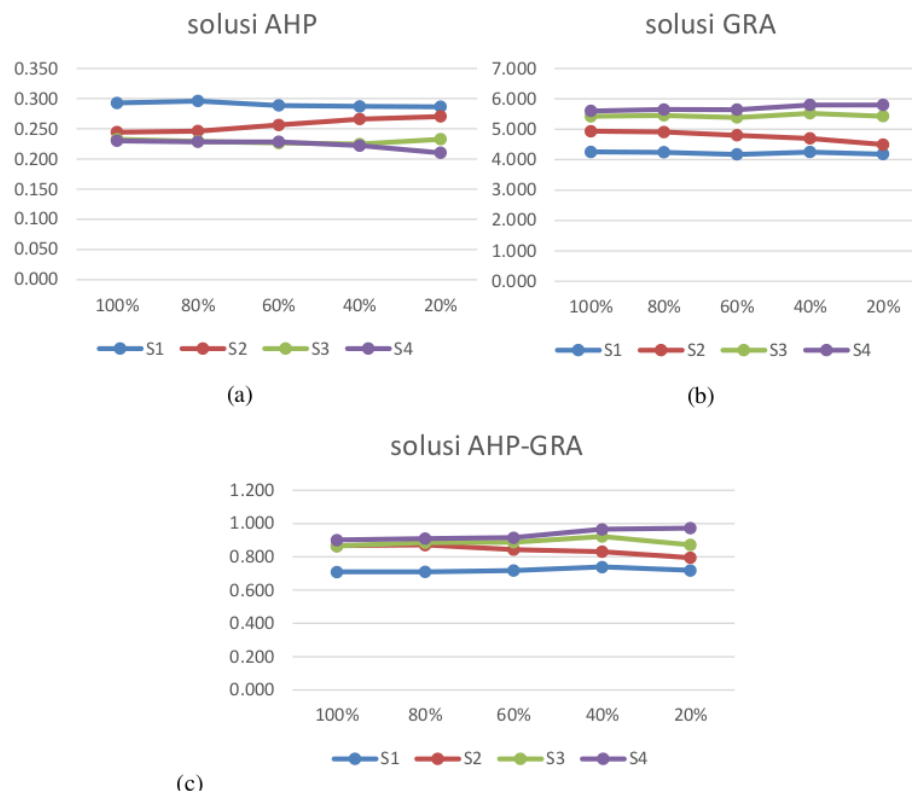 solusi AHP
0.350
0.300
0.250
0.200
0.150
0.100
0.050
0.000
100% 80% 60% 40% 20%
S1 S2 S3 S4
(a)
solusi GRA
7.000
6.000
5.000
4.000
3.000
2.000
1.000
0.000
100% 80% 60% 40% 20%
S1 S2 S3 S4
(b)
solusi AHP-GRA
1.200
1.000
0.800
0.600
0.400
0.200
0.000
100% 80% 60% 40% 20%
S1 S2 S3 S4
(c)